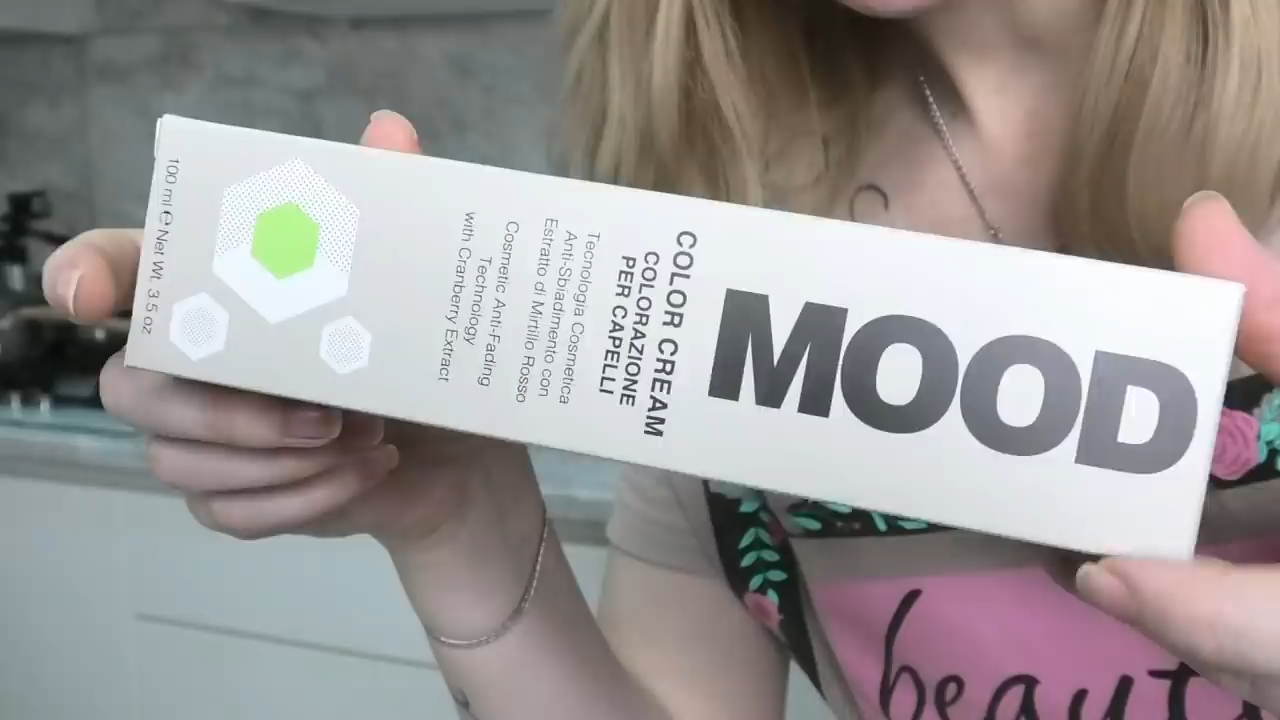 MOOD
COLOR CREAM
COLORAZIONE
PER CAPELLI
Tecnologia Cosmetica
Anti-Sbiadimento con
Estratto di Mirtillo Rosso
Cosmetic Anti-Fading
Technology
with Cranberry Extract
100 ml e Net Wt. 3.5 oz
beaut